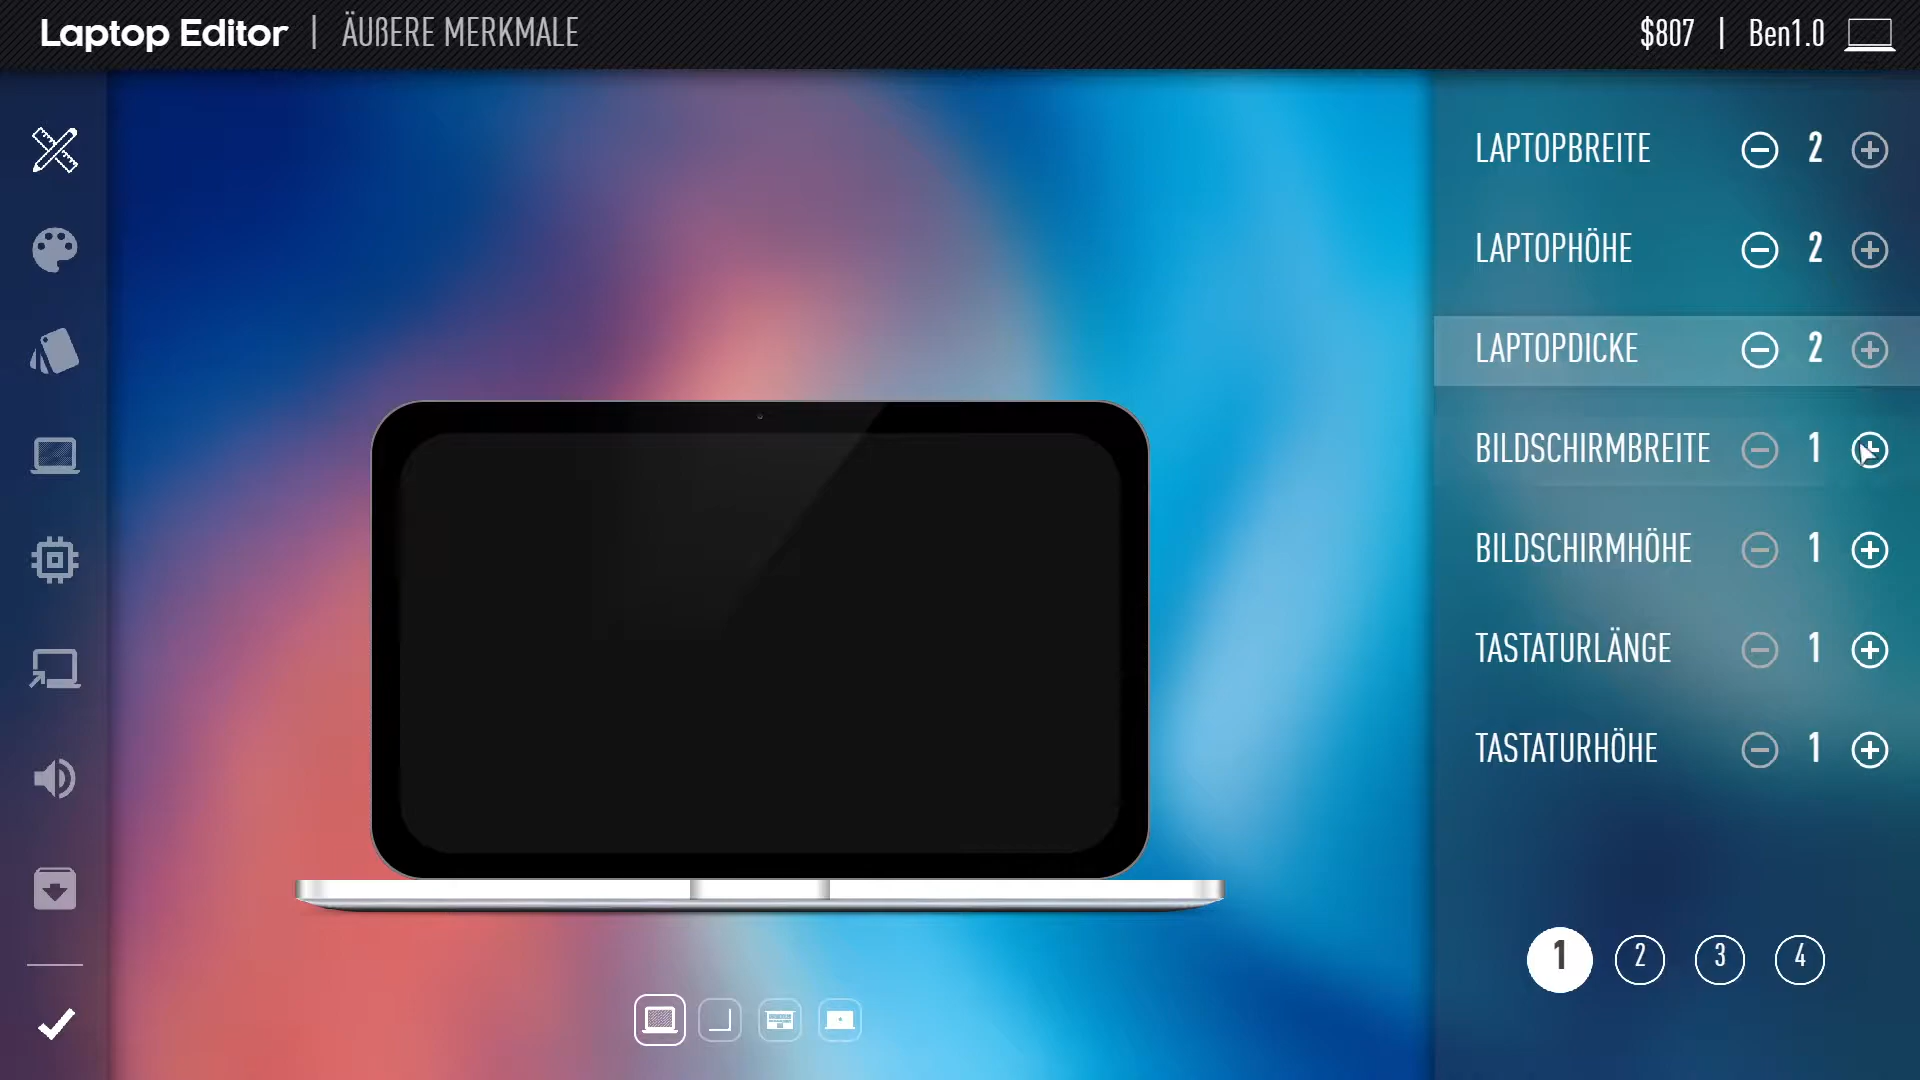 Laptop Editor | ÄUßERE MERKMALE
$807 | Ben1.0
LAPTOPBREITE 2
LAPTOPHÖHE 2
LAPTOPDICKE 2
BILDSCHIRMBREITE 1
BILDSCHIRMHÖHE 1
TASTATURLÄNGE 1
TASTATURHÖHE 1
1 2 3 4